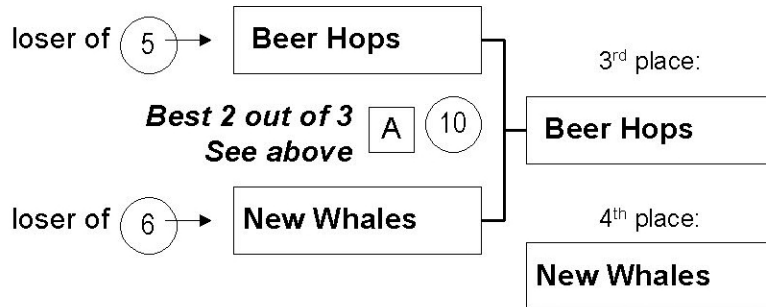 loser of 5 Beer Hops
3rd place:
Best 2 out of 3 A 10
See above
Beer Hops
loser of 6 New Whales
4th place:
New Whales